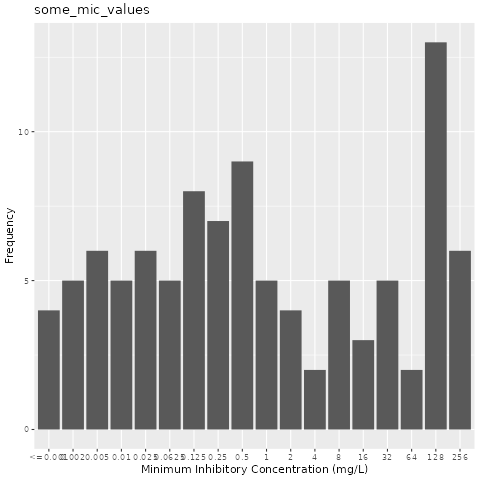 some_mic_values
Frequency
10
5
0
<=0.001 0.002 0.005 0.01 0.025 0.0625 0.125 0.25 0.5 1 2 4 8 16 32 64 128 256
Minimum Inhibitory Concentration (mg/L)